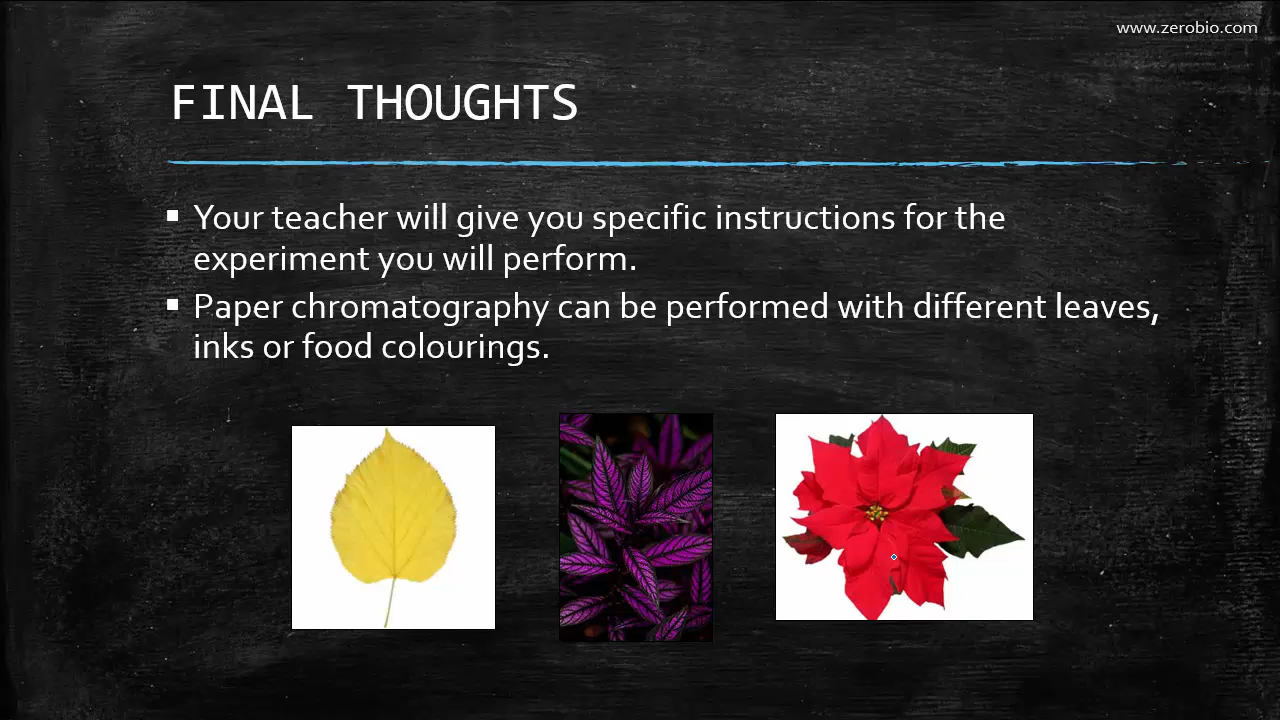 www.zerobio.com
FINAL THOUGHTS
▪ Your teacher will give you specific instructions for the
experiment you will perform.
▪ Paper chromatography can be performed with different leaves,
inks or food colourings.